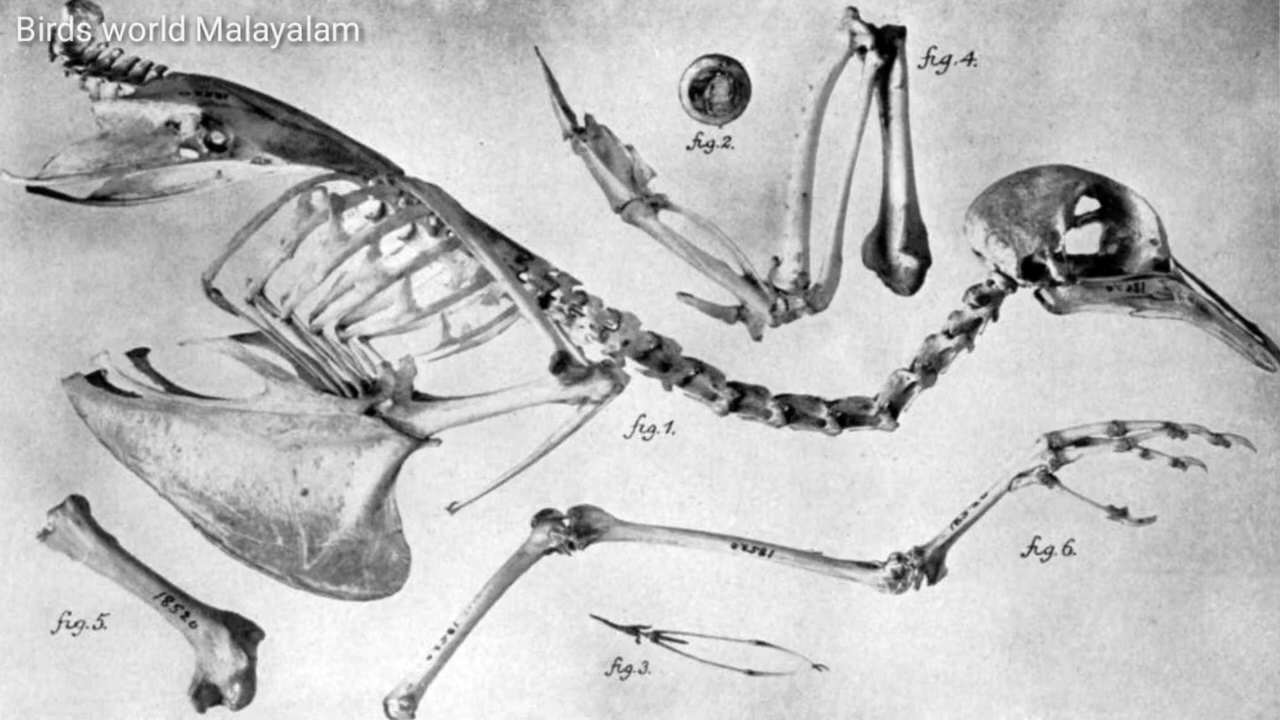 Birds world Malayalam
fig. 4.
fig. 2.
fig. 1.
fig. 6.
18520
fig. 5.
fig. 3.